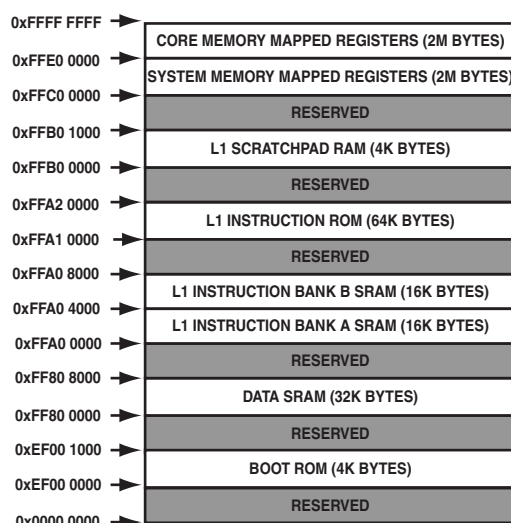 0xFFFF FFFF
CORE MEMORY MAPPED REGISTERS (2M BYTES)
0xFFE0 0000
SYSTEM MEMORY MAPPED REGISTERS (2M BYTES)
0xFFC0 0000
RESERVED
0xFFB0 1000
L1 SCRATCHPAD RAM (4K BYTES)
0xFFB0 0000
RESERVED
0xFFA2 0000
L1 INSTRUCTION ROM (64K BYTES)
0xFFA1 0000
RESERVED
0xFFA0 8000
L1 INSTRUCTION BANK B SRAM (16K BYTES)
0xFFA0 4000
L1 INSTRUCTION BANK A SRAM (16K BYTES)
0xFFA0 0000
RESERVED
0xFF80 8000
DATA SRAM (32K BYTES)
0xFF80 0000
RESERVED
0xEF00 1000
BOOT ROM (4K BYTES)
0xEF00 0000
RESERVED
0x0000 0000